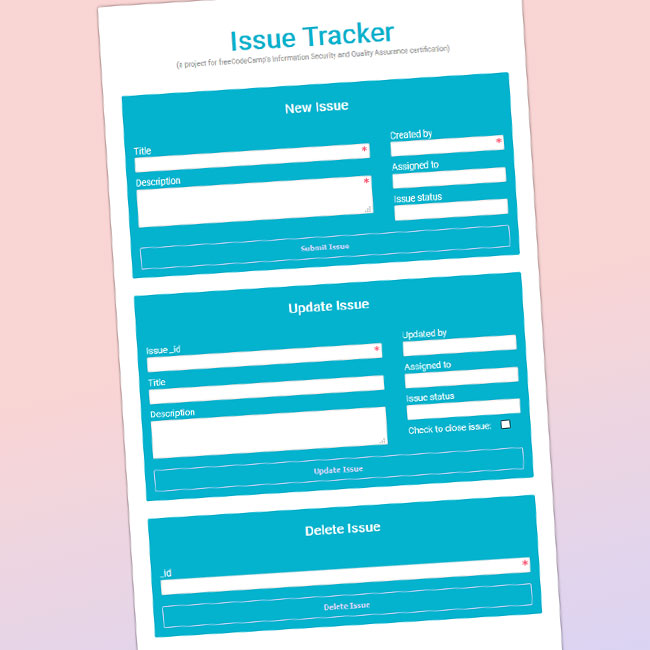 Issue Tracker
(a project for freeCodeCamp's Information Security and Quality Assurance certification)
New Issue
Title
*
Created by
*
Description
*
Assigned to
Issue status
Submit Issue
Update Issue
Issue_id
*
Updated by
Title
Assigned to
Description
Issue status
Check to close issue:
Update Issue
Delete Issue
_id
*
Delete Issue